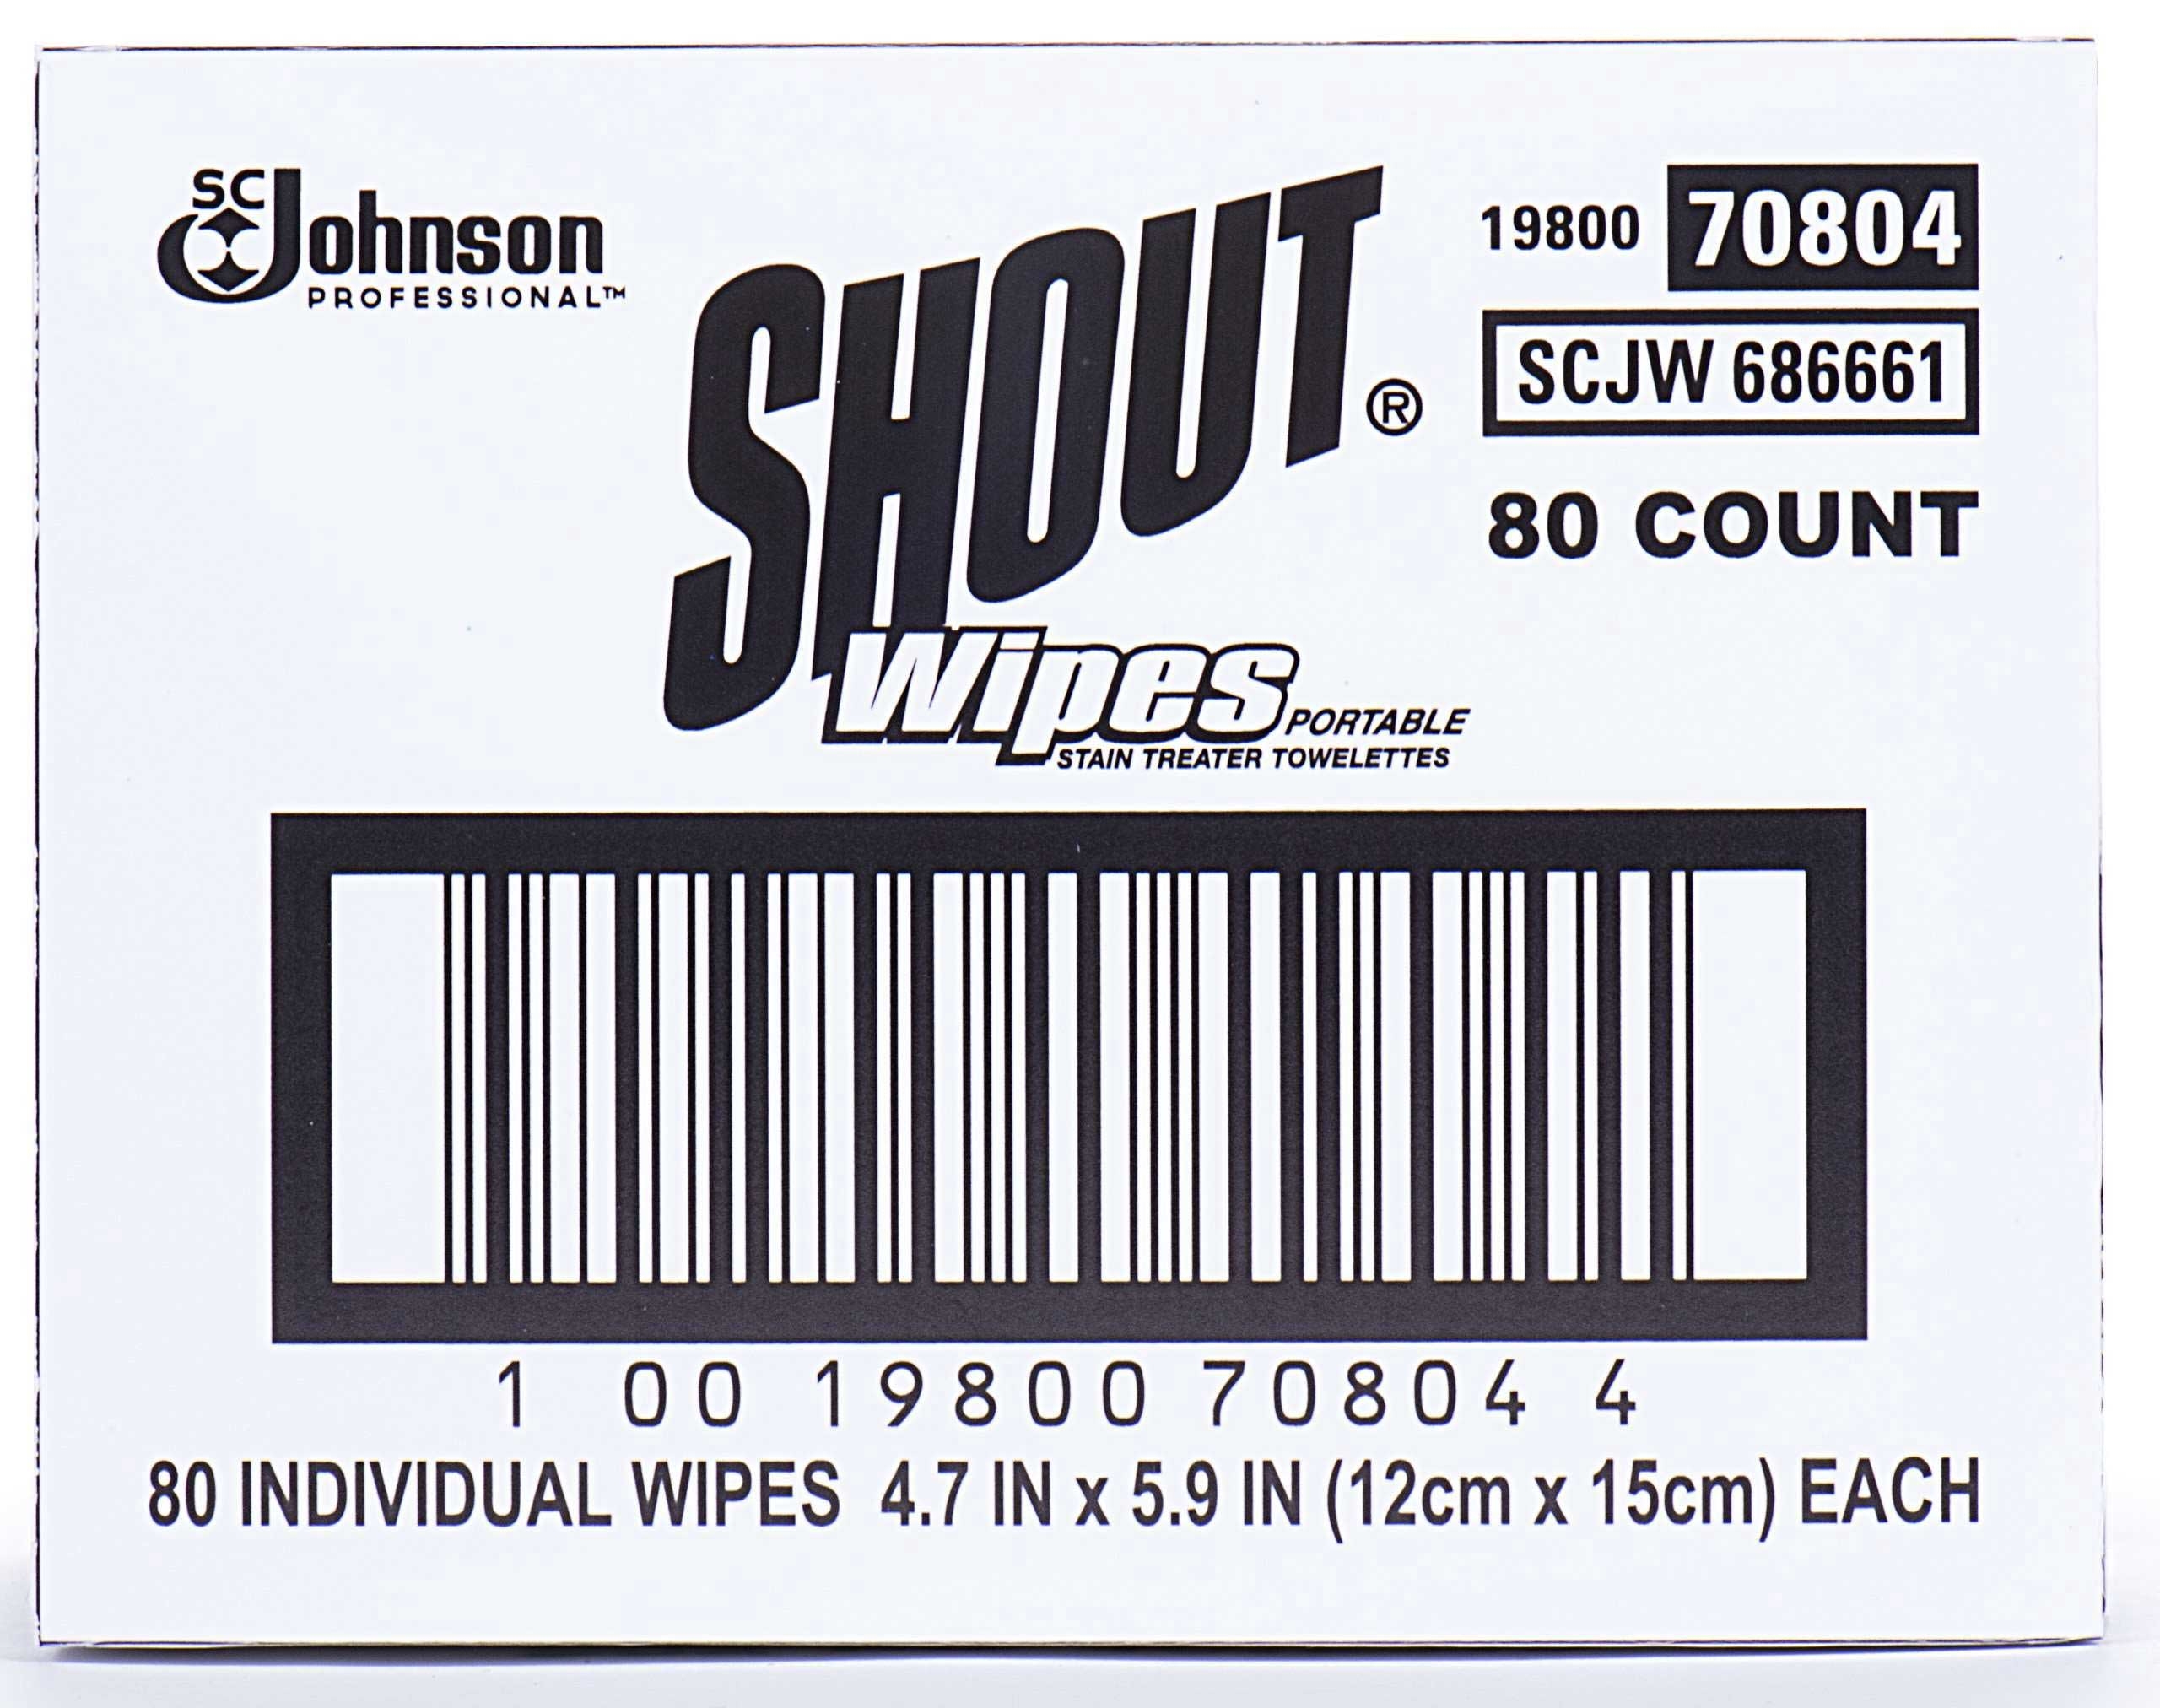 SC Johnson
PROFESSIONAL™
SHOUT®
Wipes PORTABLE
STAIN TREATER TOWELETTES
19800 70804
SCJW 686661
80 COUNT
1 00 19800 70804 4
80 INDIVIDUAL WIPES 4.7 IN x 5.9 IN (12cm x 15cm) EACH